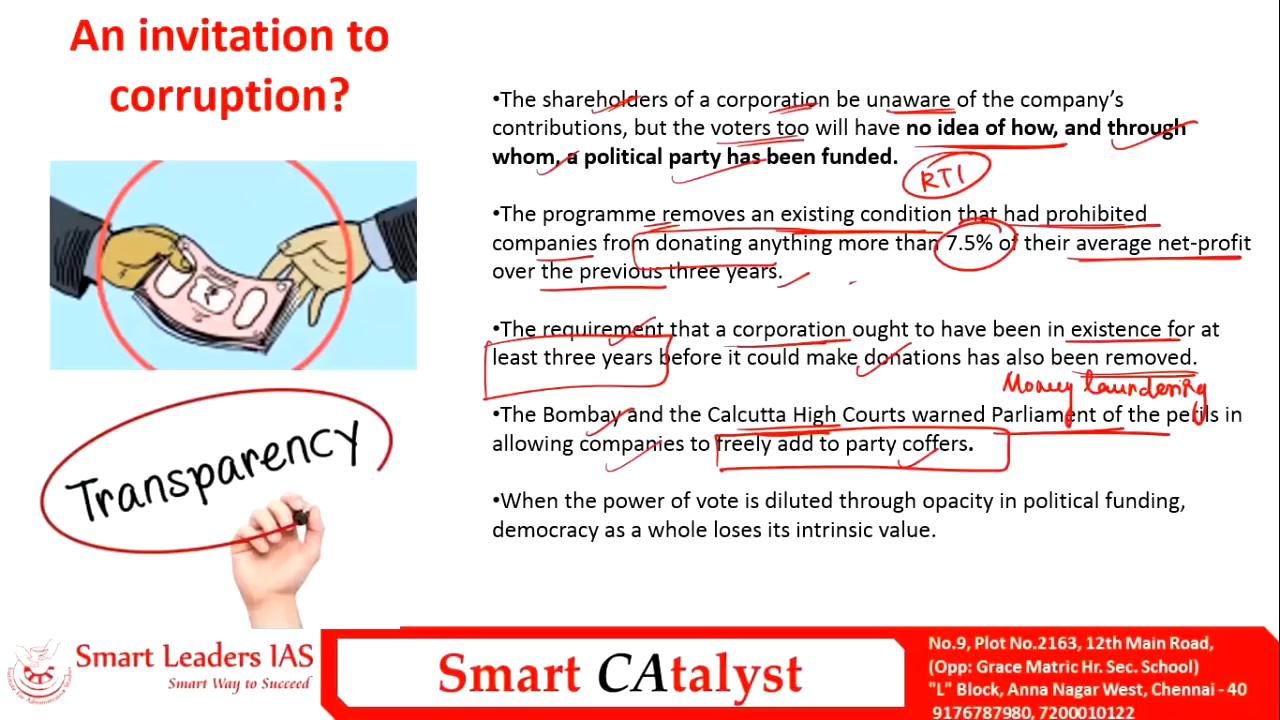 An invitation to
corruption?
•The shareholders of a corporation be unaware of the company’s
contributions, but the voters too will have no idea of how, and through
whom, a political party has been funded.
RTI
•The programme removes an existing condition that had prohibited
companies from donating anything more than 7.5% of their average net-profit
over the previous three years.
•The requirement that a corporation ought to have been in existence for at
least three years before it could make donations has also been removed.
Money laundering
•The Bombay and the Calcutta High Courts warned Parliament of the perils in
allowing companies to freely add to party coffers.
•When the power of vote is diluted through opacity in political funding,
democracy as a whole loses its intrinsic value.
Transparency
Smart Leaders IAS
Smart Way to Succeed
Smart CAtalyst
No.9, Plot No.2163, 12th Main Road,
(Opp: Grace Matric Hr. Sec. School)
"L" Block, Anna Nagar West, Chennai - 40
9176787980, 7200010122